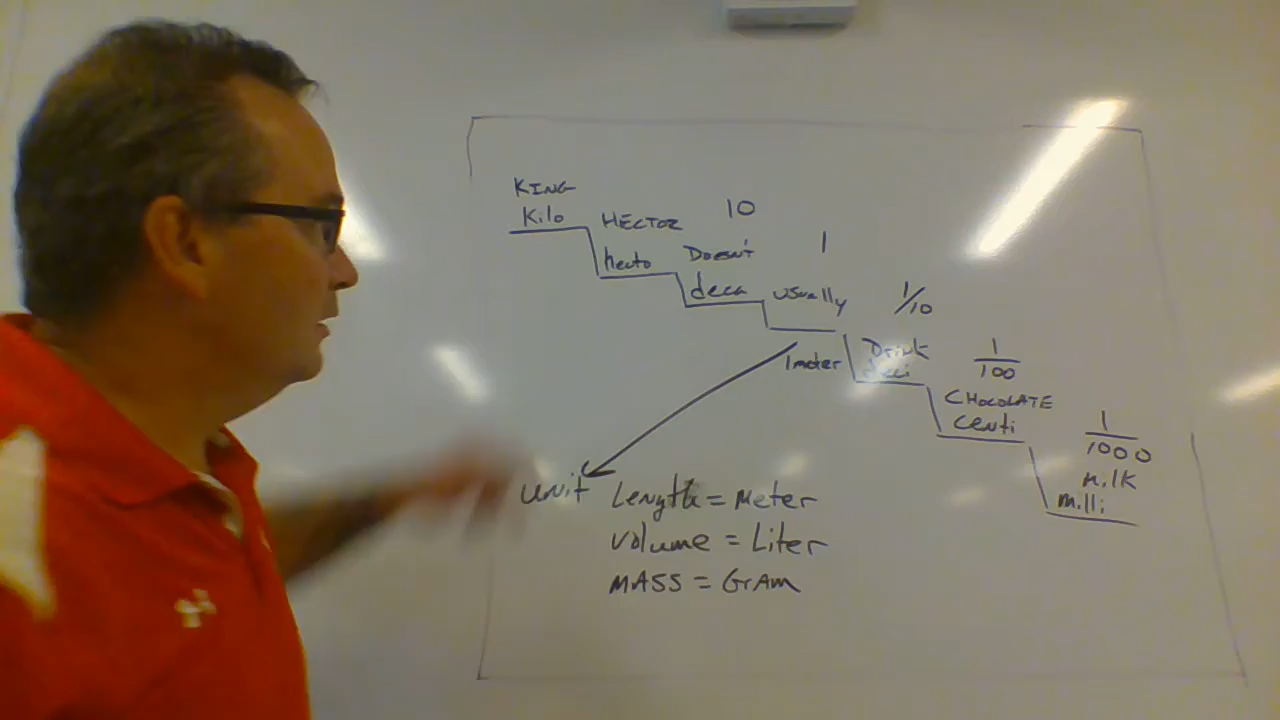 KING
Kilo
HECTOR
hecto
10
Doesn't
deca
1
usually
1 meter
1/10
Drink
deci
1/100
CHOCOLATE
centi
1/1000
milk
milli
unit Length = Meter
volume = Liter
MASS = Gram